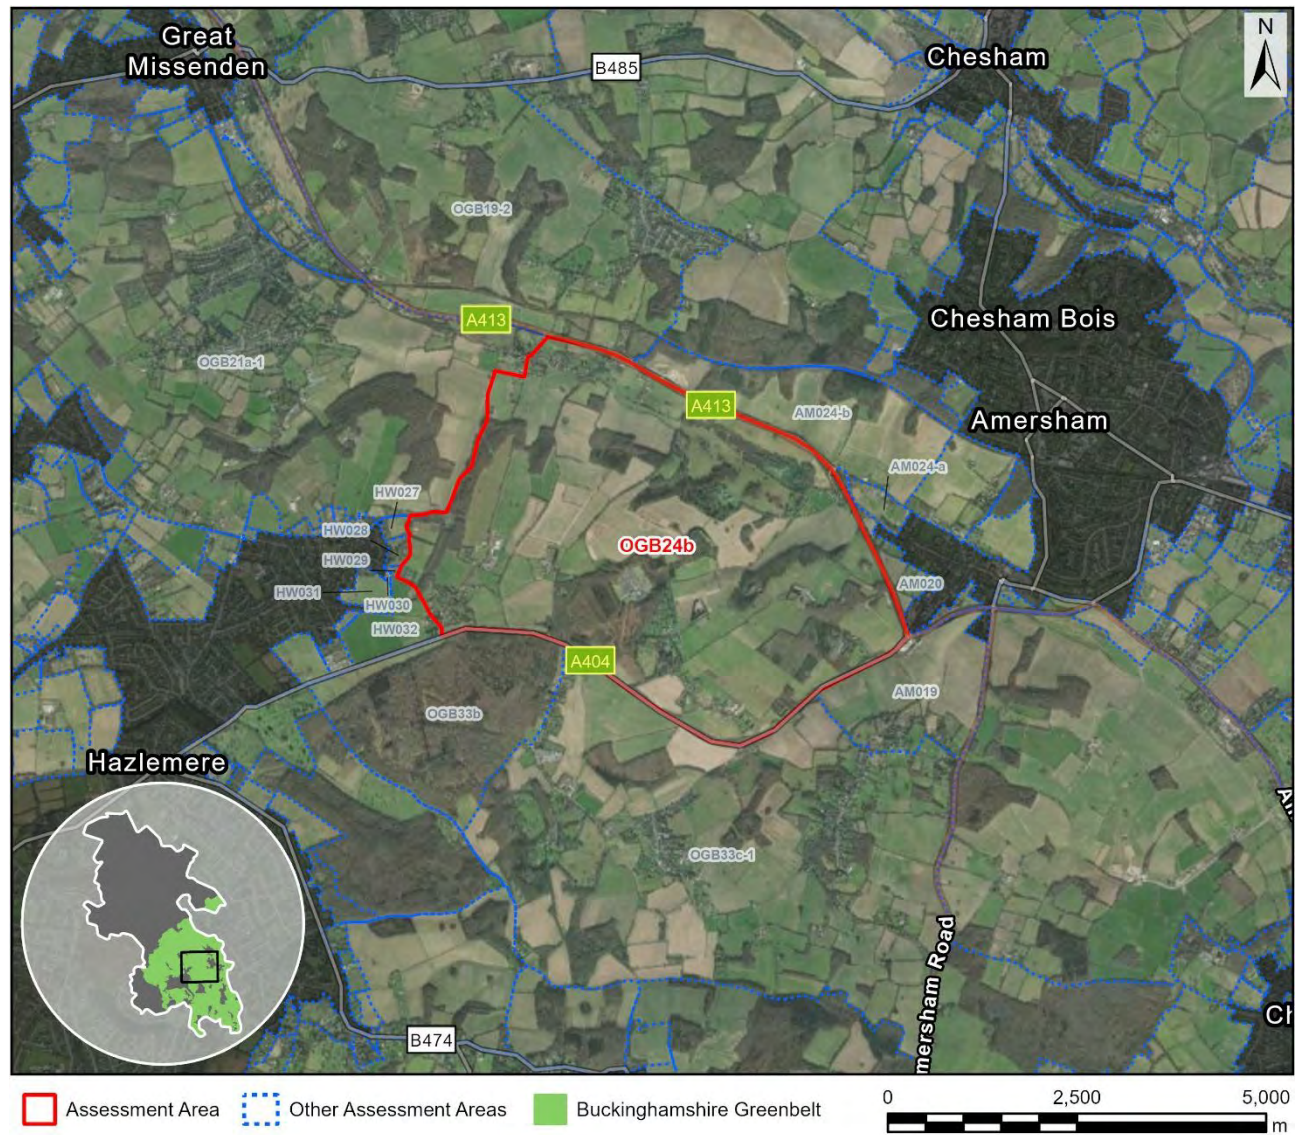 Great
Missenden
B485
Chesham
N
OGB19-2
Chesham Bois
A413
OGB21a-1
A413
AM024-b
Amersham
AM024-a
HW027
HW028
OGB24b
HW029
HW031
AM020
HW030
HW032
A404
AM019
OGB33b
Hazlemere
OGB33c-1
mersham Road
B474
Assessment Area
Other Assessment Areas
Buckinghamshire Greenbelt
0
2,500
5,000
m